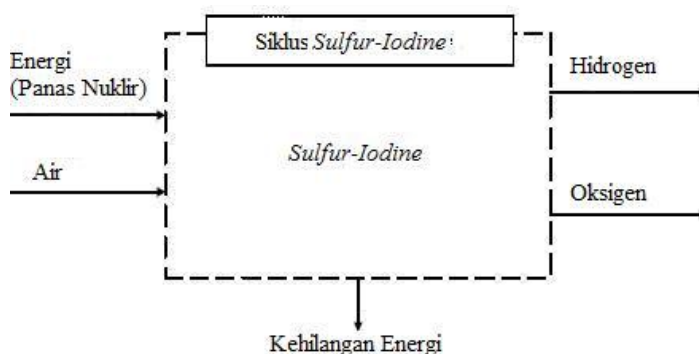 Siklus Sulfur-Iodine
Energi
(Panas Nuklir)
Hidrogen
Sulfur-Iodine
Air
Oksigen
Kehilangan Energi